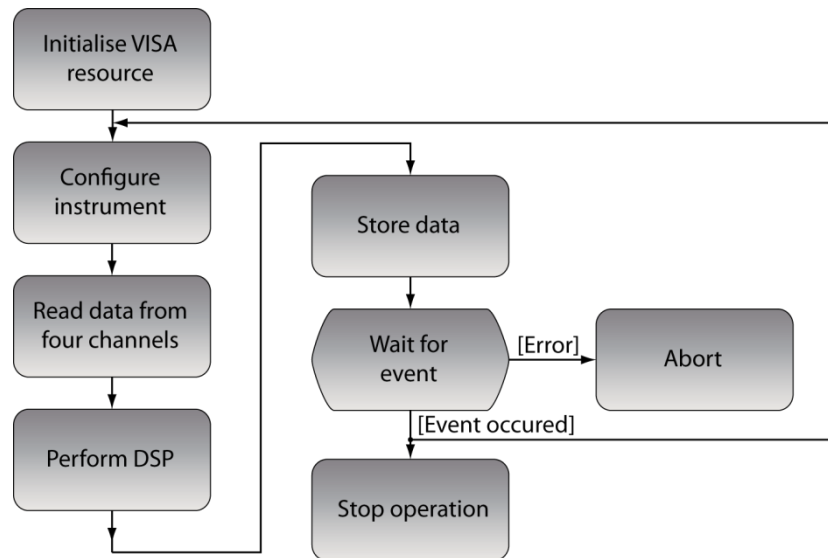 Initialise VISA
resource
Configure
instrument
Read data from
four channels
Perform DSP
Store data
Wait for
event
[Error]
Abort
[Event occured]
Stop operation